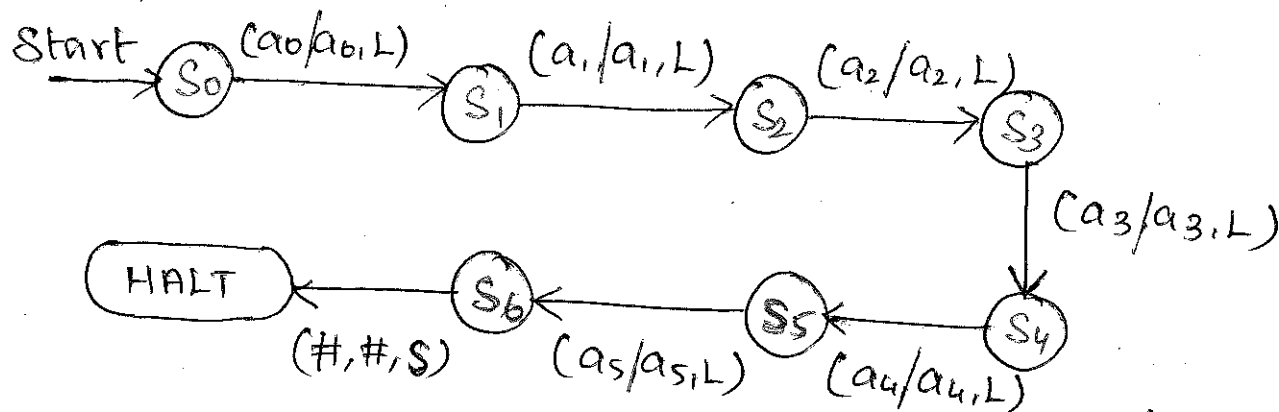 Start S0 (a0/a0, L) S1 (a1/a1, L) S2 (a2/a2, L) S3
(a3/a3, L)
HALT (#, #, S) S6 (a5/a5, L) S5 (a4/a4, L) S4